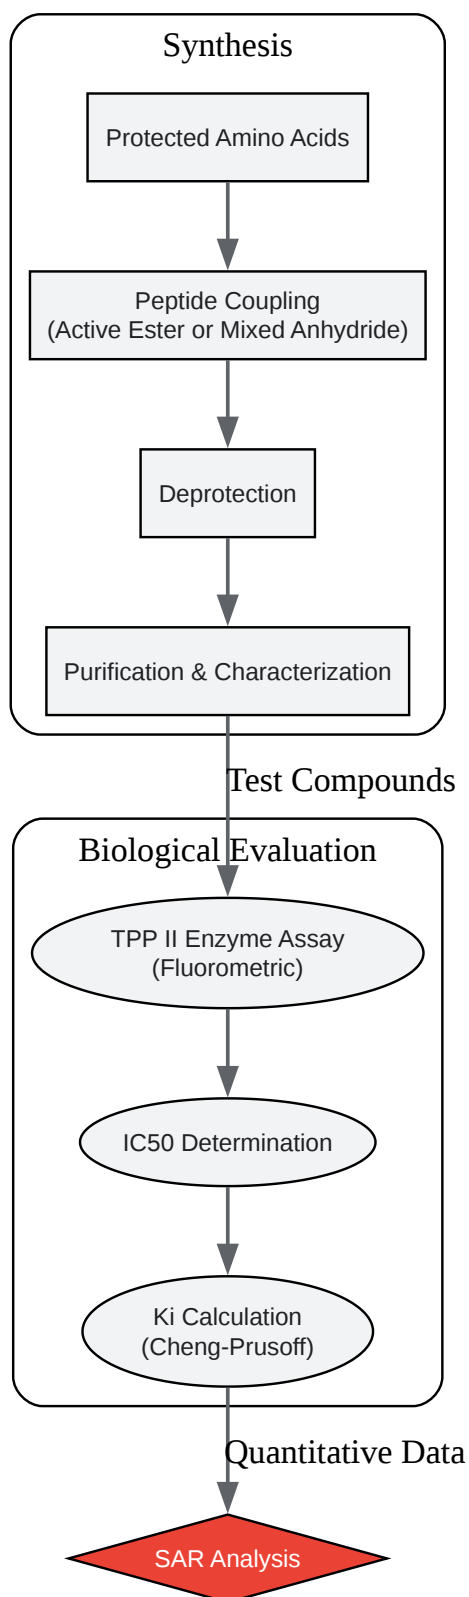 Synthesis
Protected Amino Acids
Peptide Coupling
(Active Ester or Mixed Anhydride)
Deprotection
Purification & Characterization
Test Compounds
Biological Evaluation
TPP II Enzyme Assay
(Fluorometric)
IC50 Determination
Ki Calculation
(Cheng-Prusoff)
Quantitative Data
SAR Analysis